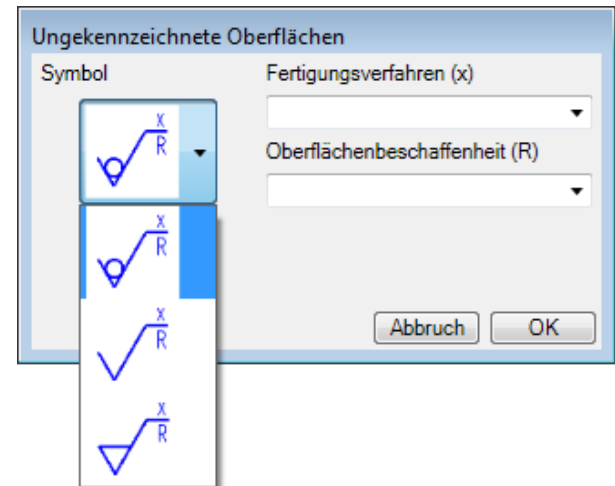 Ungekennzeichnete Oberflächen
Symbol
Fertigungsverfahren (x)
x
R
Oberflächenbeschaffenheit (R)
x
R
x
R
x
R
Abbruch
OK